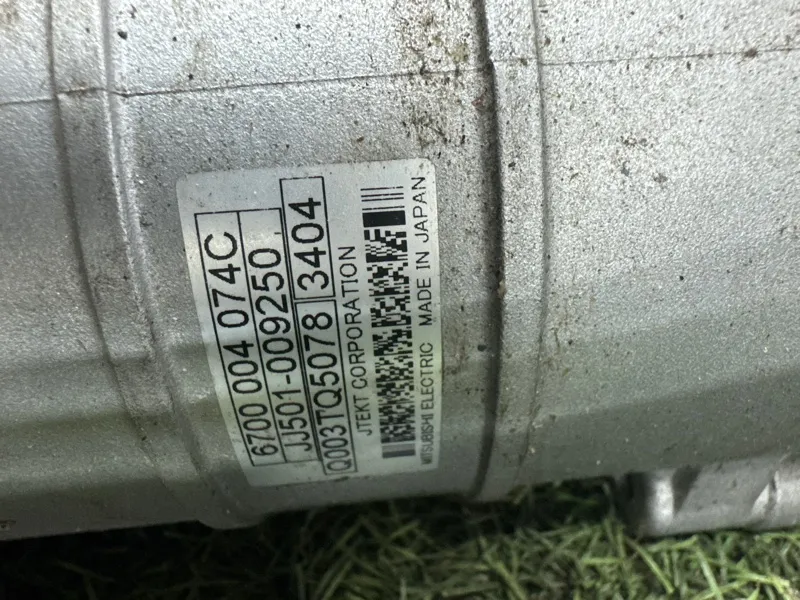 6700 004 074C
JJ501-009250
Q003TQ5078 3404
JTEKT CORPORATION
MITSUBISHI ELECTRIC MADE IN JAPAN